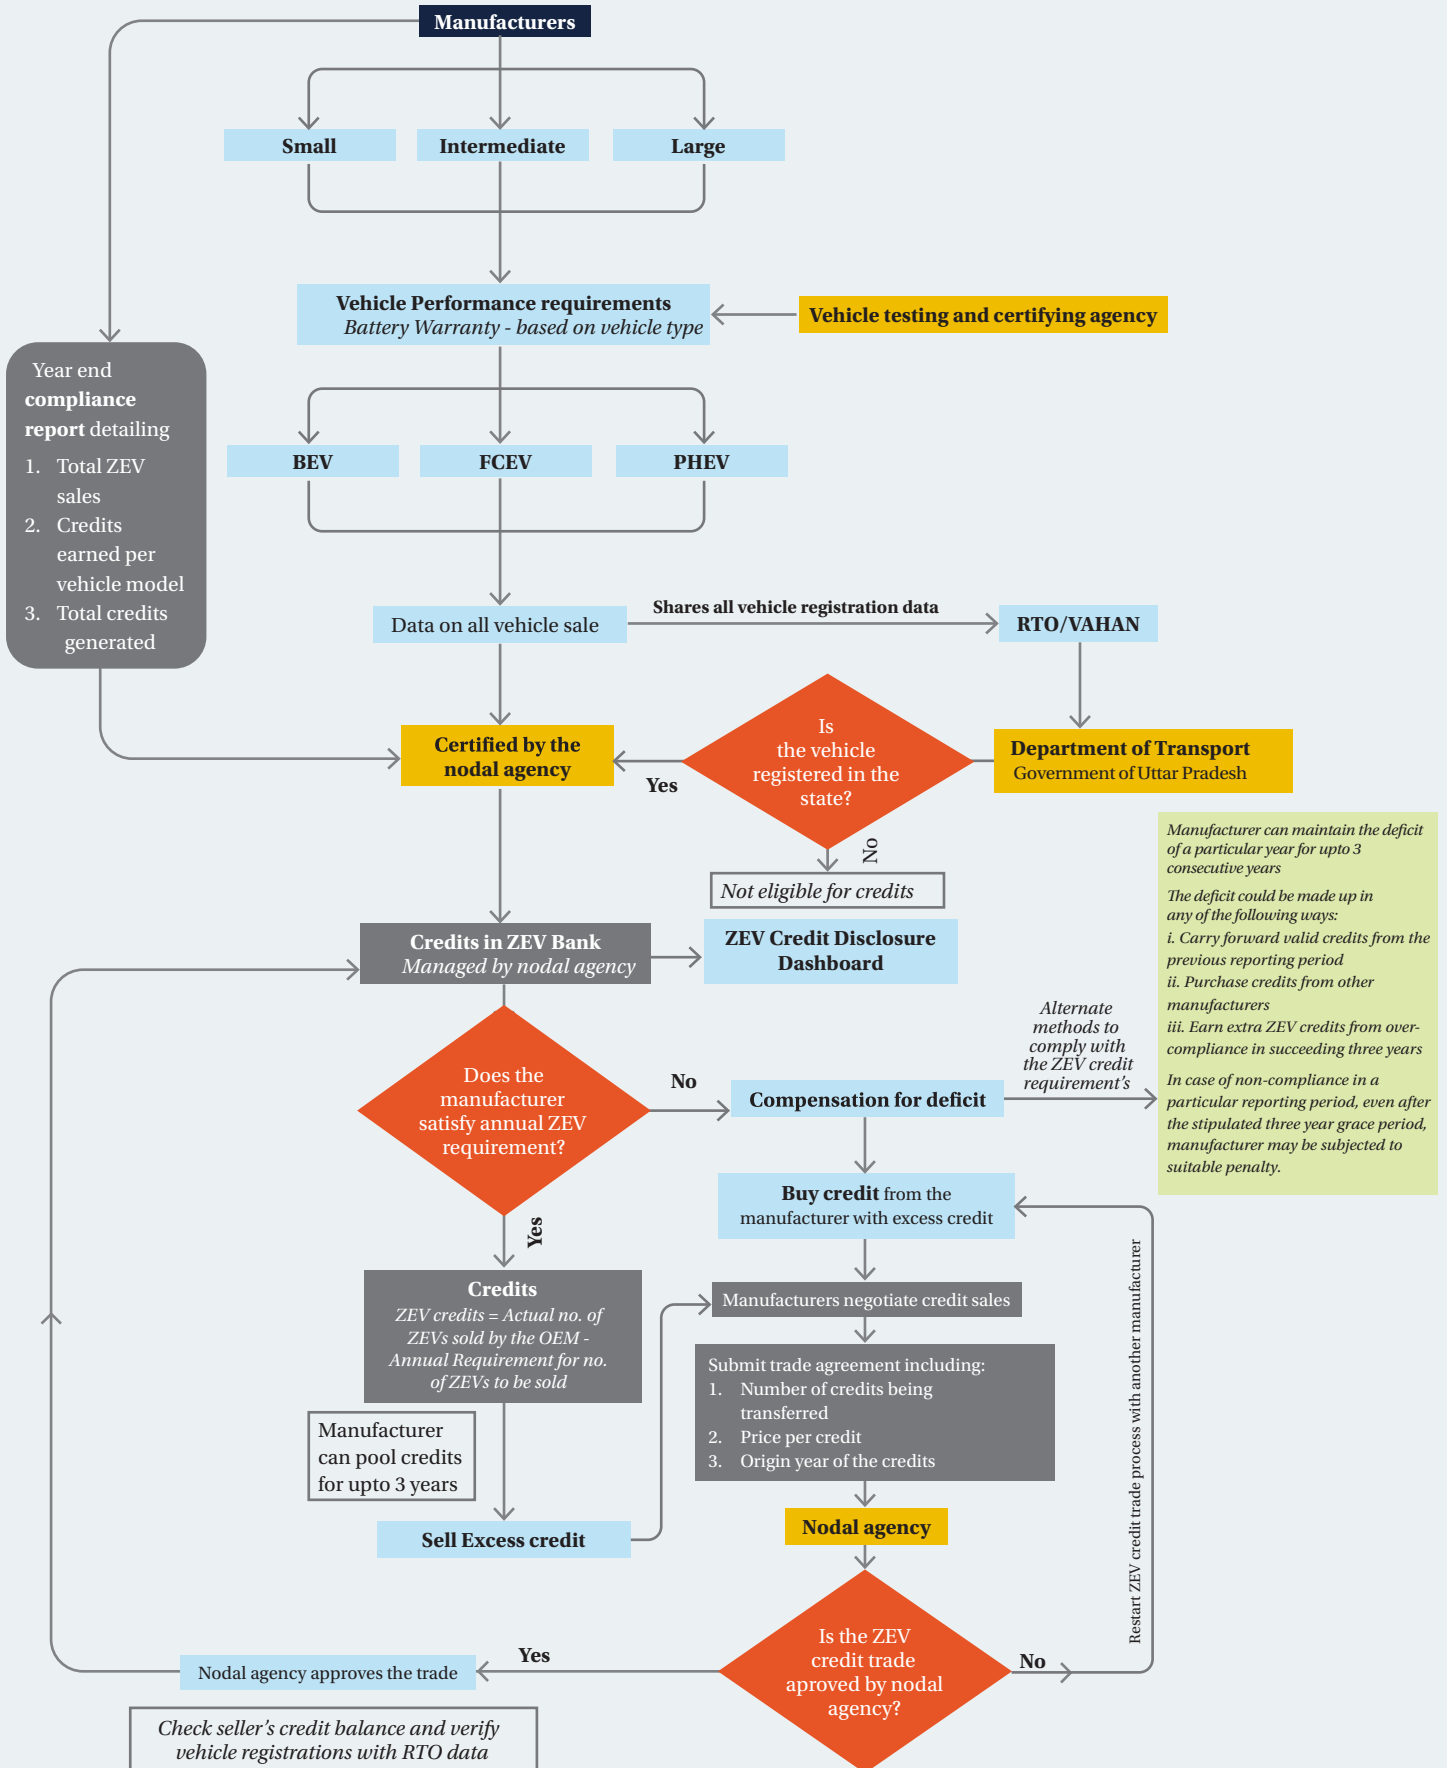 Manufacturers
Small
Intermediate
Large
Vehicle Performance requirements
Battery Warranty - based on vehicle type
Vehicle testing and certifying agency
Year end
compliance
report detailing
1. Total ZEV
sales
2. Credits
earned per
vehicle model
3. Total credits
generated
BEV
FCEV
PHEV
Data on all vehicle sale
Shares all vehicle registration data
RTO/VAHAN
Certified by the
nodal agency
Yes
Is
the vehicle
registered in the
state?
Department of Transport
Government of Uttar Pradesh
No
Not eligible for credits
Manufacturer can maintain the deficit
of a particular year for upto 3
consecutive years
The deficit could be made up in
any of the following ways:
i. Carry forward valid credits from the
previous reporting period
ii. Purchase credits from other
manufacturers
iii. Earn extra ZEV credits from over-
compliance in succeeding three years
In case of non-compliance in a
particular reporting period, even after
the stipulated three year grace period,
manufacturer may be subjected to
suitable penalty.
Credits in ZEV Bank
Managed by nodal agency
ZEV Credit Disclosure
Dashboard
Alternate
methods to
comply with
the ZEV credit
requirement's
Does the
manufacturer
satisfy annual ZEV
requirement?
No
Compensation for deficit
Yes
Buy credit from the
manufacturer with excess credit
Credits
ZEV credits = Actual no. of
ZEVs sold by the OEM -
Annual Requirement for no.
of ZEVs to be sold
Manufacturers negotiate credit sales
Submit trade agreement including:
1. Number of credits being
transferred
2. Price per credit
3. Origin year of the credits
Manufacturer
can pool credits
for upto 3 years
Sell Excess credit
Nodal agency
Restart ZEV credit trade process with another manufacturer
Is the ZEV
credit trade
aproved by nodal
agency?
Yes
No
Nodal agency approves the trade
Check seller's credit balance and verify
vehicle registrations with RTO data